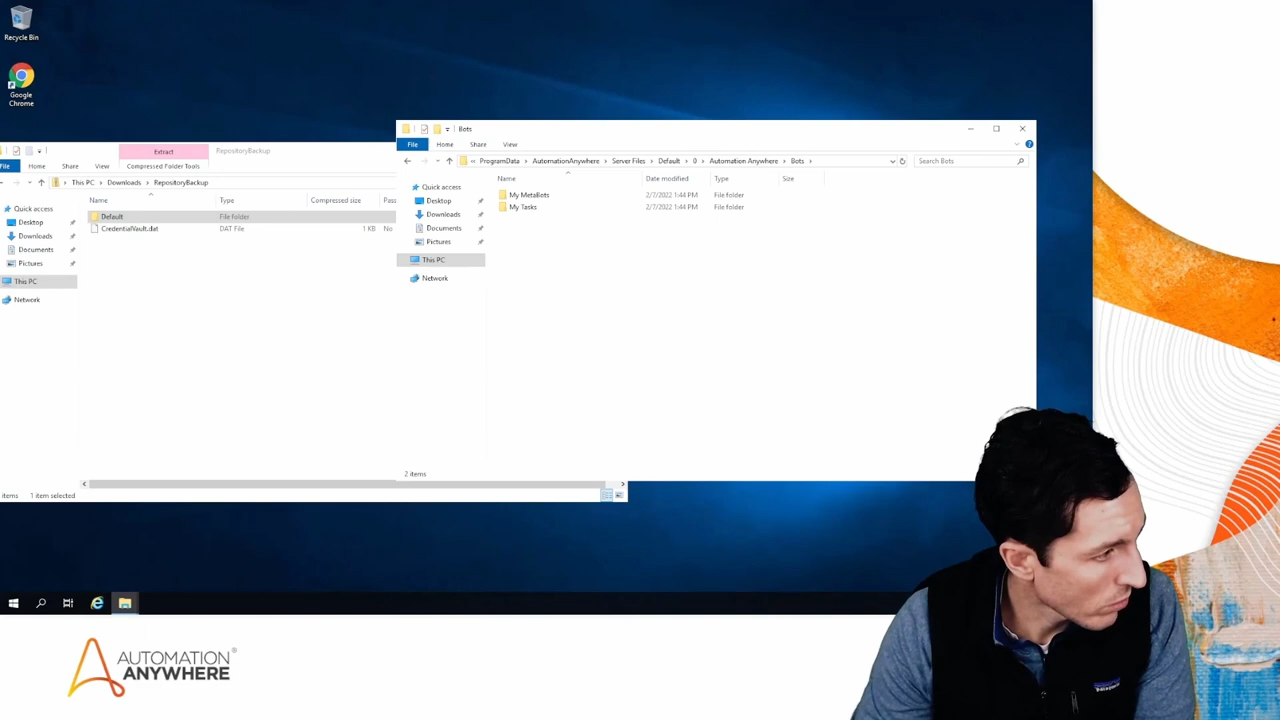 Recycle Bin
Google
Chrome
Extract
RepositoryBackup
File
Home
Share
View
Compressed Folder Tools
This PC
Downloads
RepositoryBackup
Quick access
Desktop
Downloads
Documents
Pictures
This PC
Network
Name
Type
Compressed size
Pass
Default
File folder
CredentialVault.dat
DAT File
1 KB
No
items
1 item selected
Bots
File
Home
Share
View
ProgramData
AutomationAnywhere
Server Files
Default
0
Automation Anywhere
Bots
Search Bots
Quick access
Desktop
Downloads
Documents
Pictures
This PC
Network
Name
Date modified
Type
Size
My MetaBots
2/7/2022 1:44 PM
File folder
My Tasks
2/7/2022 1:44 PM
File folder
2 items
AUTOMATION
ANYWHERE
patagonia